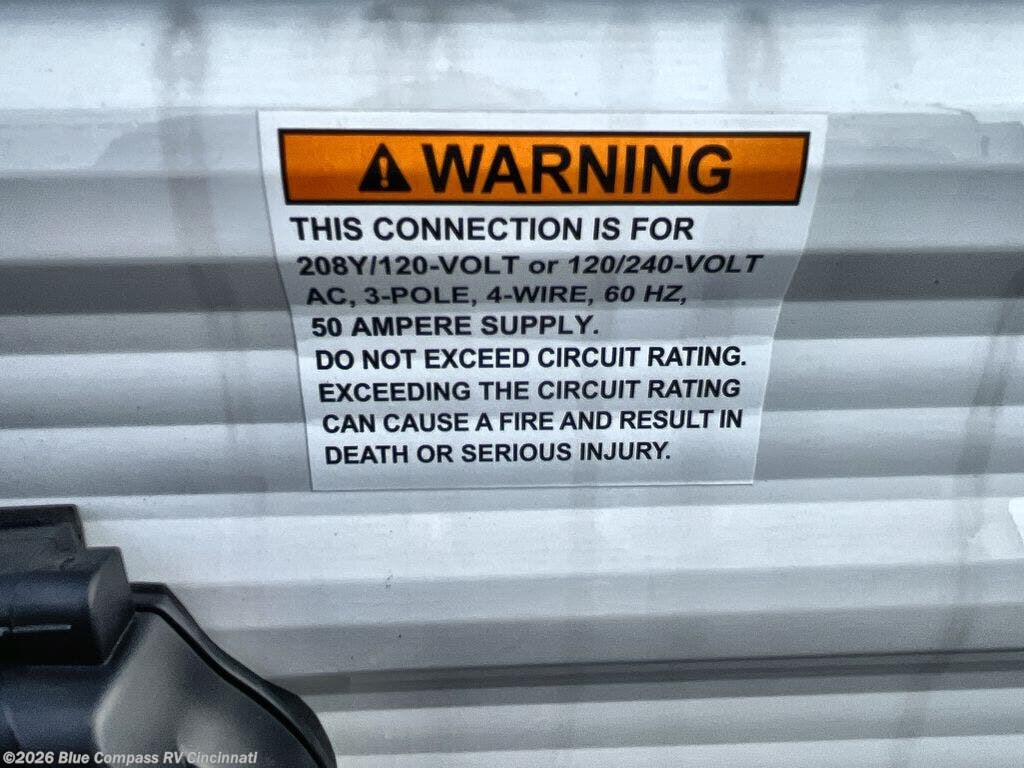 WARNING
THIS CONNECTION IS FOR
208Y/120-VOLT or 120/240-VOLT
AC, 3-POLE, 4-WIRE, 60 HZ,
50 AMPERE SUPPLY.
DO NOT EXCEED CIRCUIT RATING.
EXCEEDING THE CIRCUIT RATING
CAN CAUSE A FIRE AND RESULT IN
DEATH OR SERIOUS INJURY.
©2026 Blue Compass RV Cincinnati